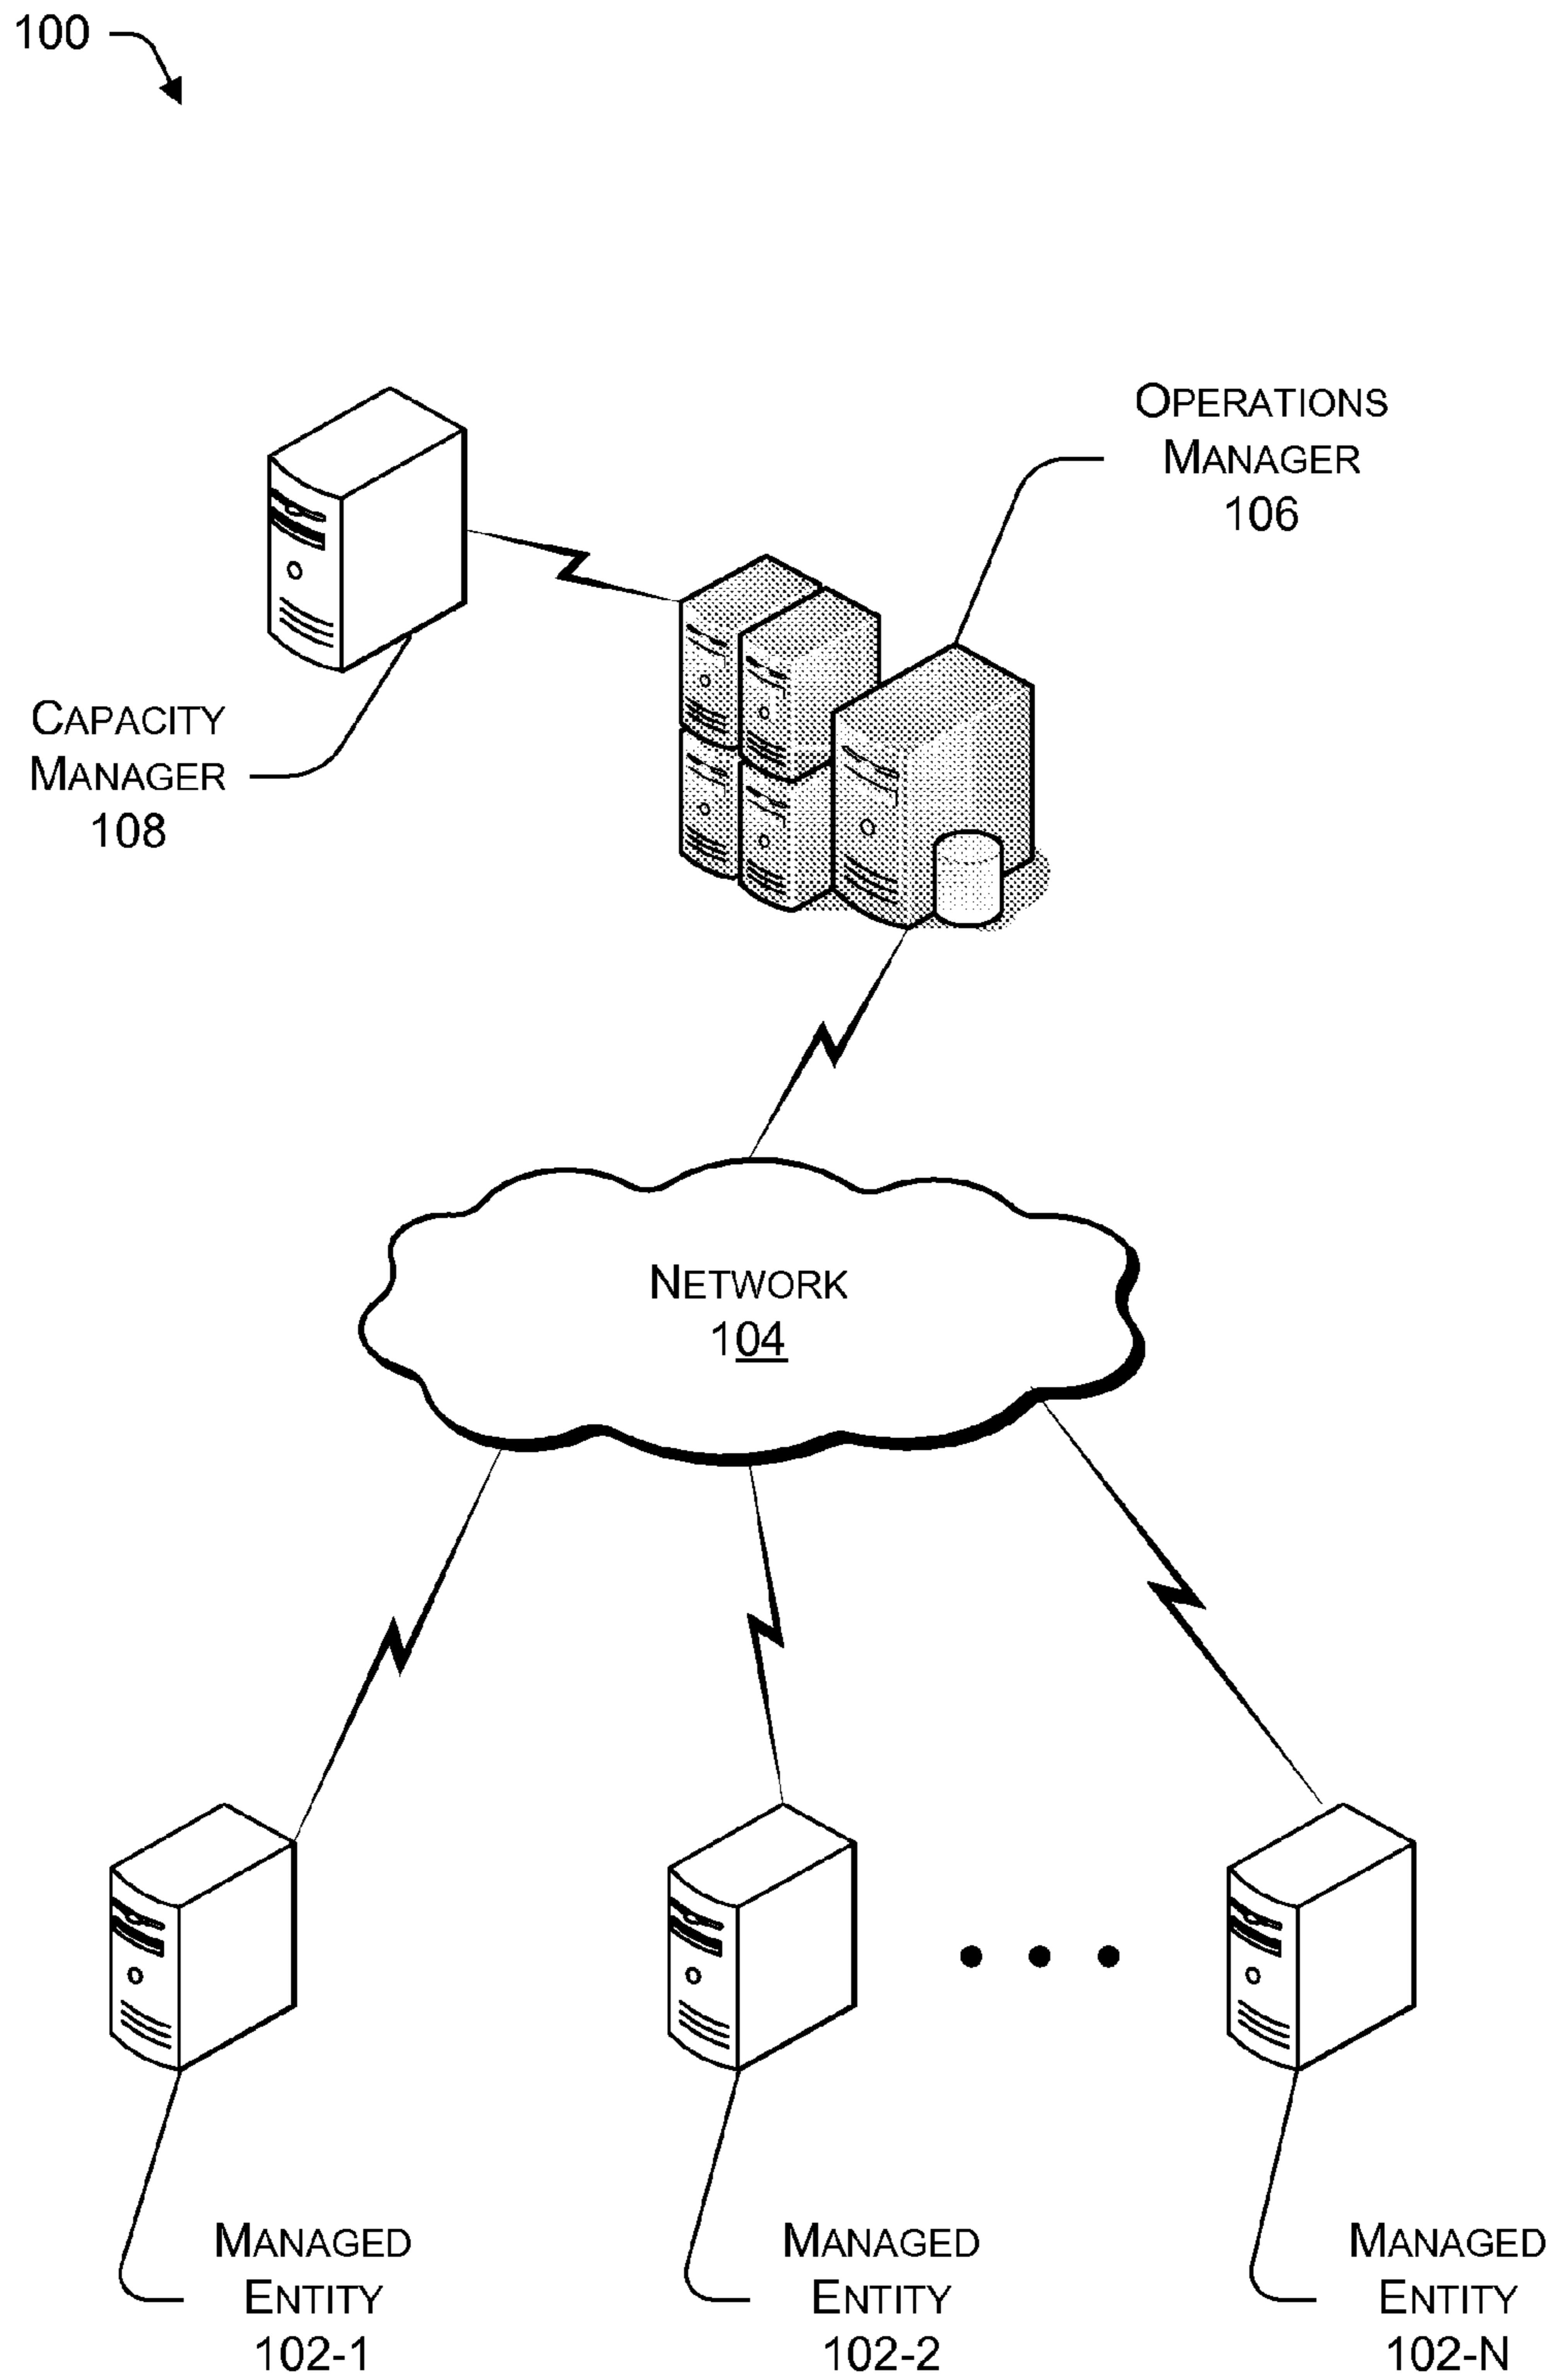 100
OPERATIONS
MANAGER
106
CAPACITY
MANAGER
108
NETWORK
104
MANAGED
ENTITY
102-1
MANAGED
ENTITY
102-2
MANAGED
ENTITY
102-N